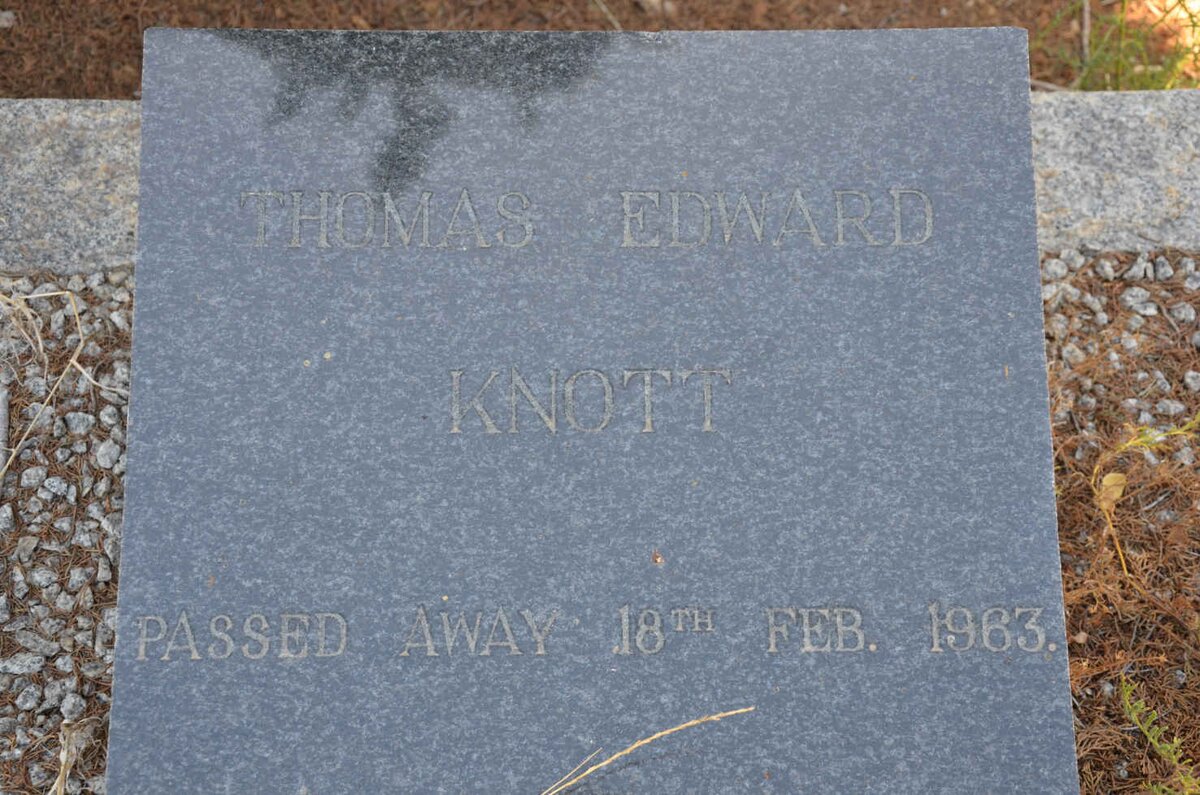 THOMAS EDWARD
KNOTT
PASSED AWAY 18TH FEB. 1963.